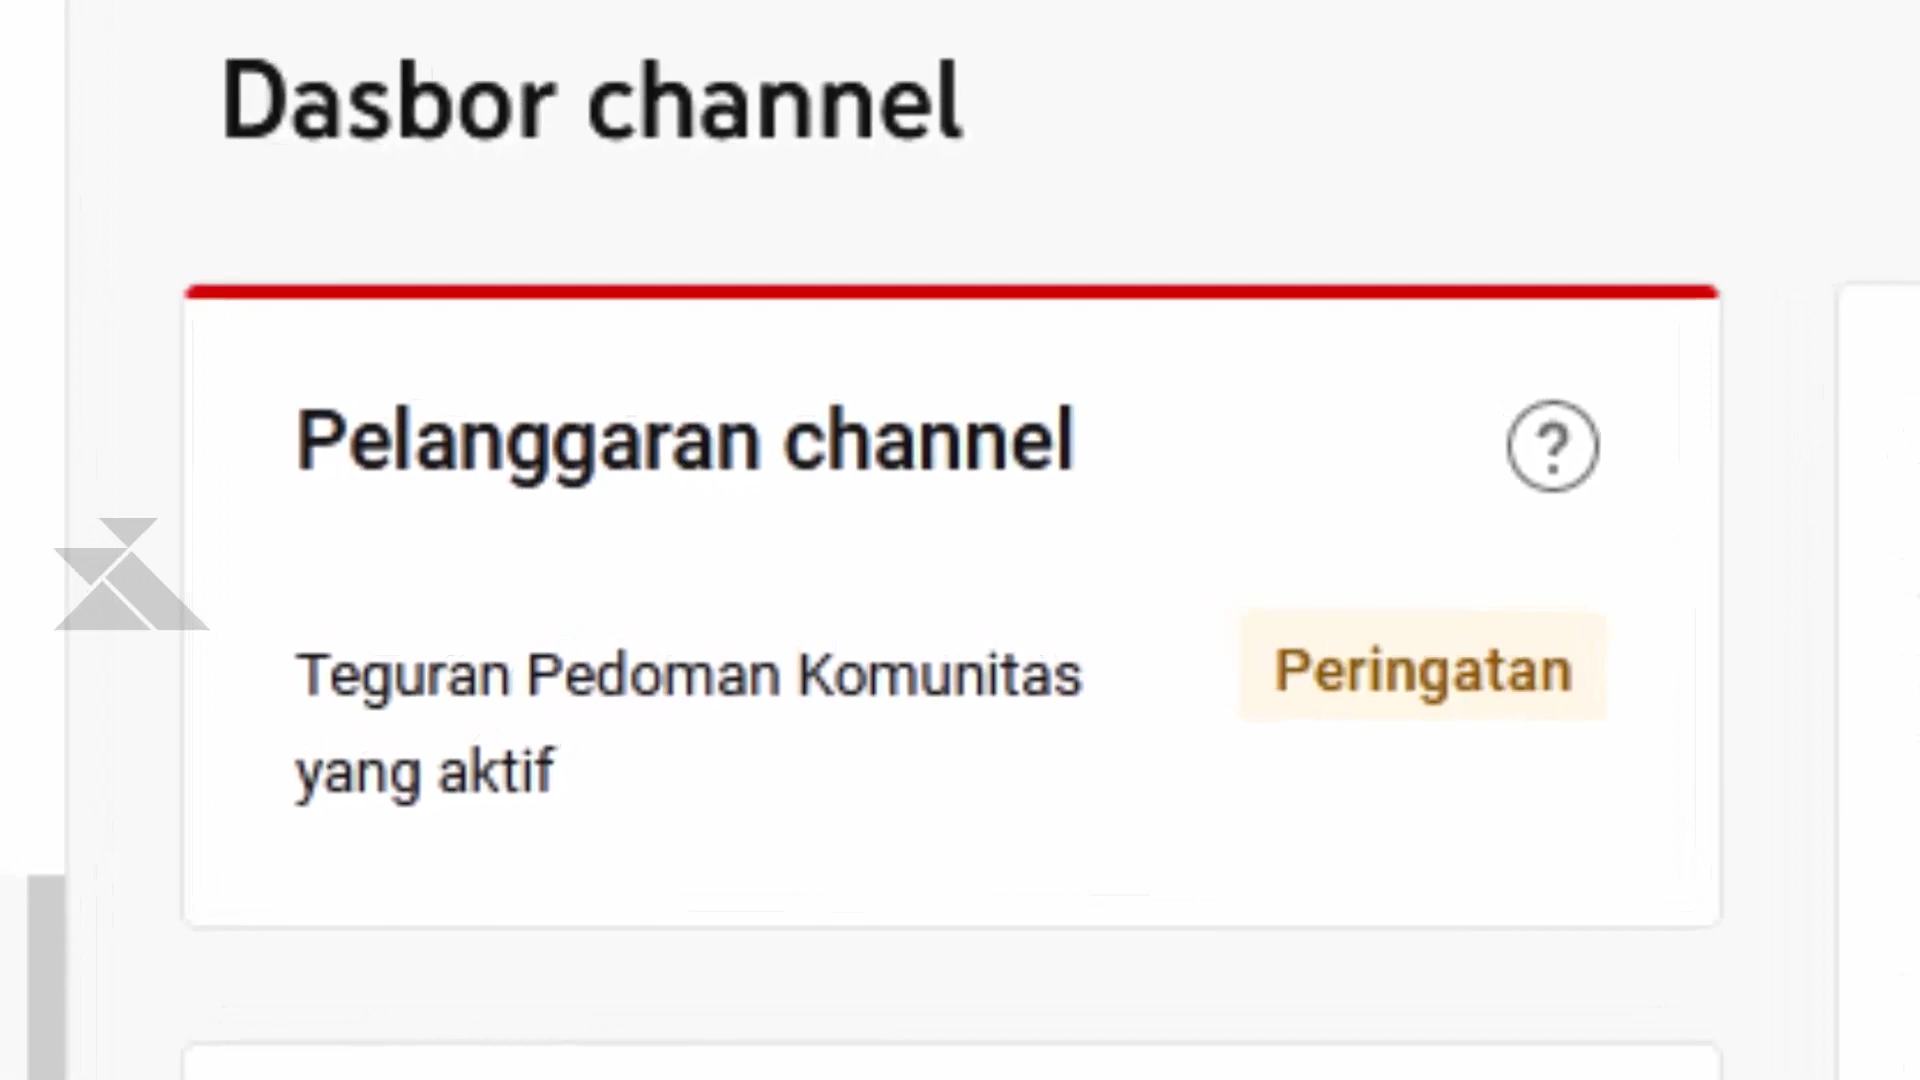 Dasbor channel
Pelanggaran channel
?
Teguran Pedoman Komunitas
Peringatan
yang aktif